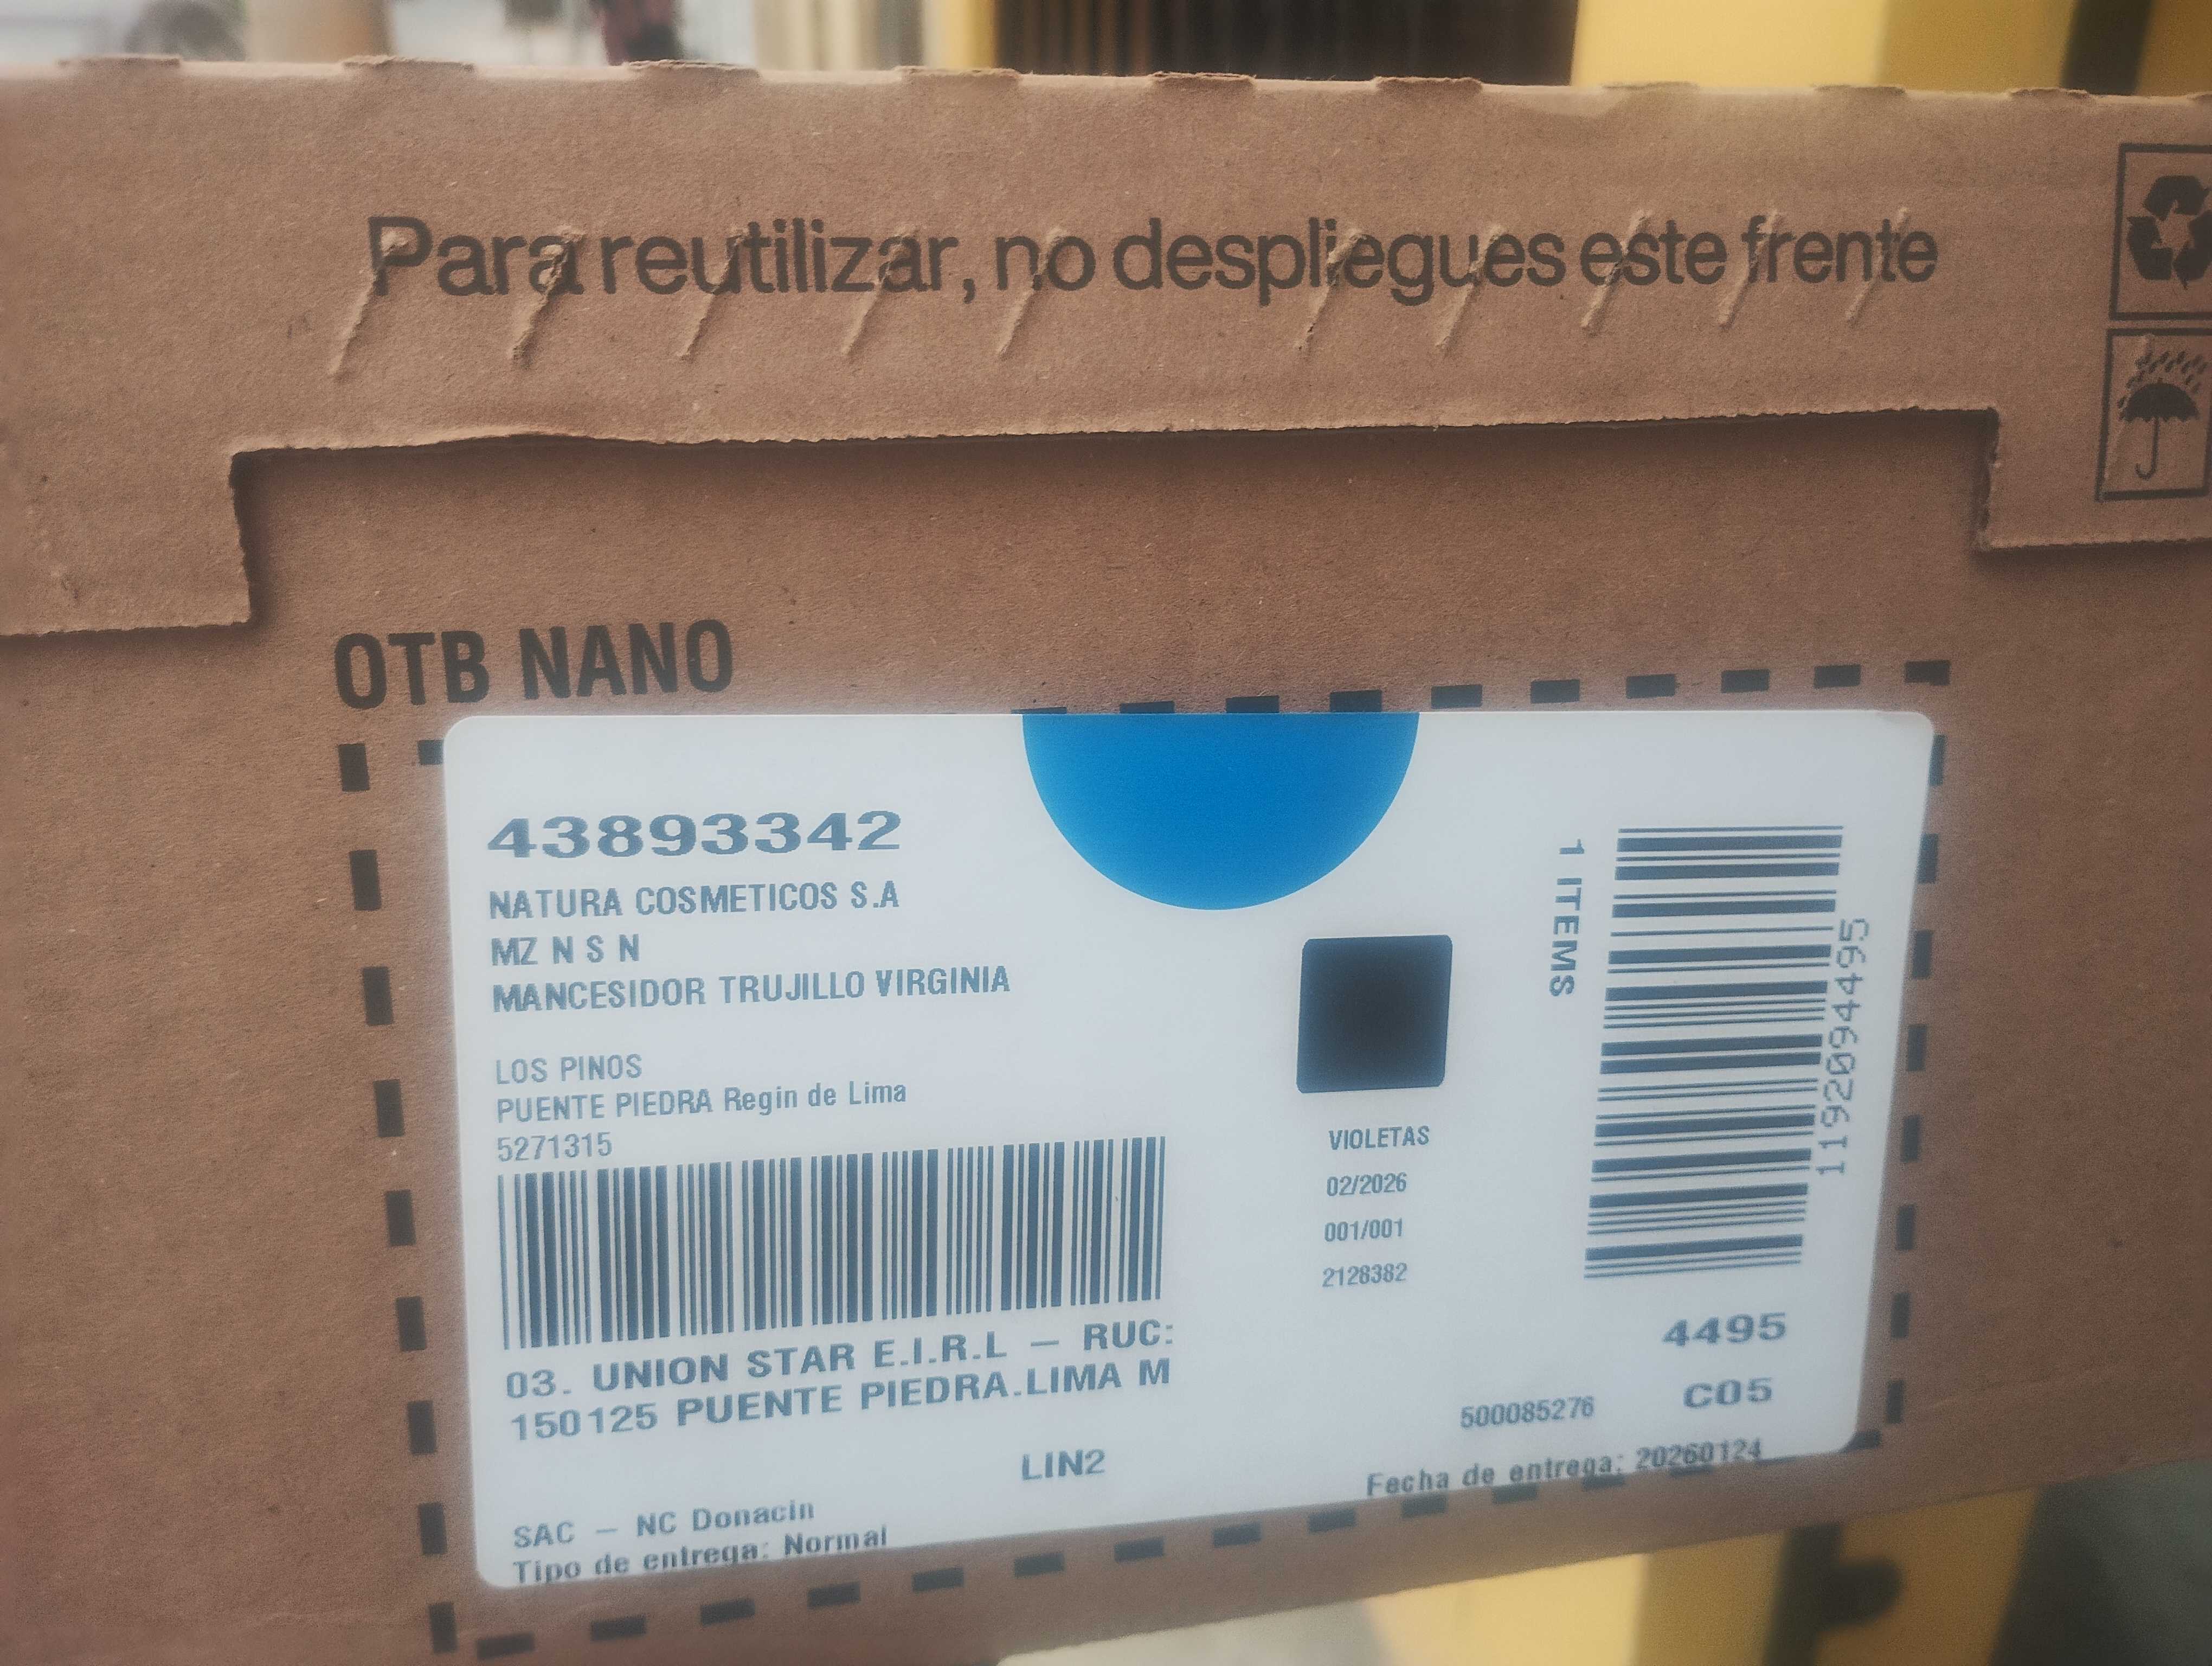 Para reutilizar, no despliegues este frente
OTB NANO
43893342
NATURA COSMETICOS S.A
MZ N S N
MANCESIDOR TRUJILLO VIRGINIA
LOS PINOS
PUENTE PIEDRA Regin de Lima
5271315
03. UNION STAR E.I.R.L – RUC:
150125 PUENTE PIEDRA.LIMA M
LIN2
SAC – NC Donacin
Tipo de entrega: Normal
VIOLETAS
02/2026
001/001
2128382
1 ITEMS
1192094495
4495
C05
500085276
Fecha de entrega: 20260124